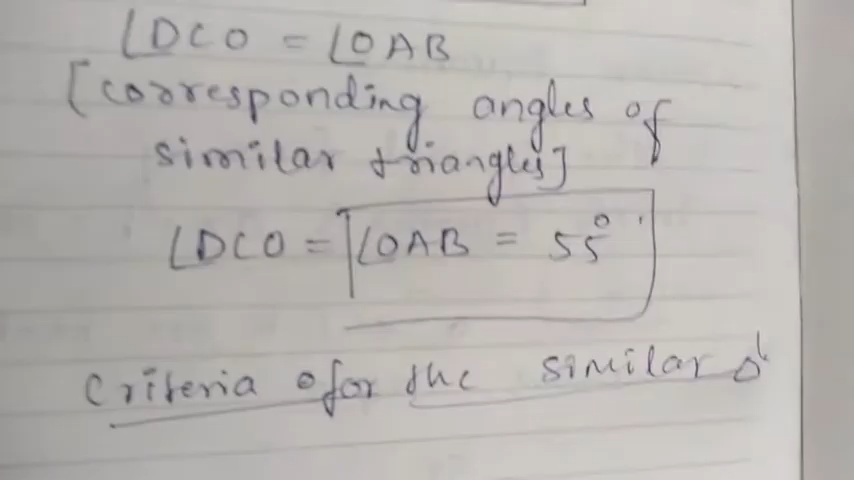 ∠DCO = ∠OAB
[corresponding angles of
similar triangles]
∠DCO = ∠OAB = 55°
Criteria for the similar Δ